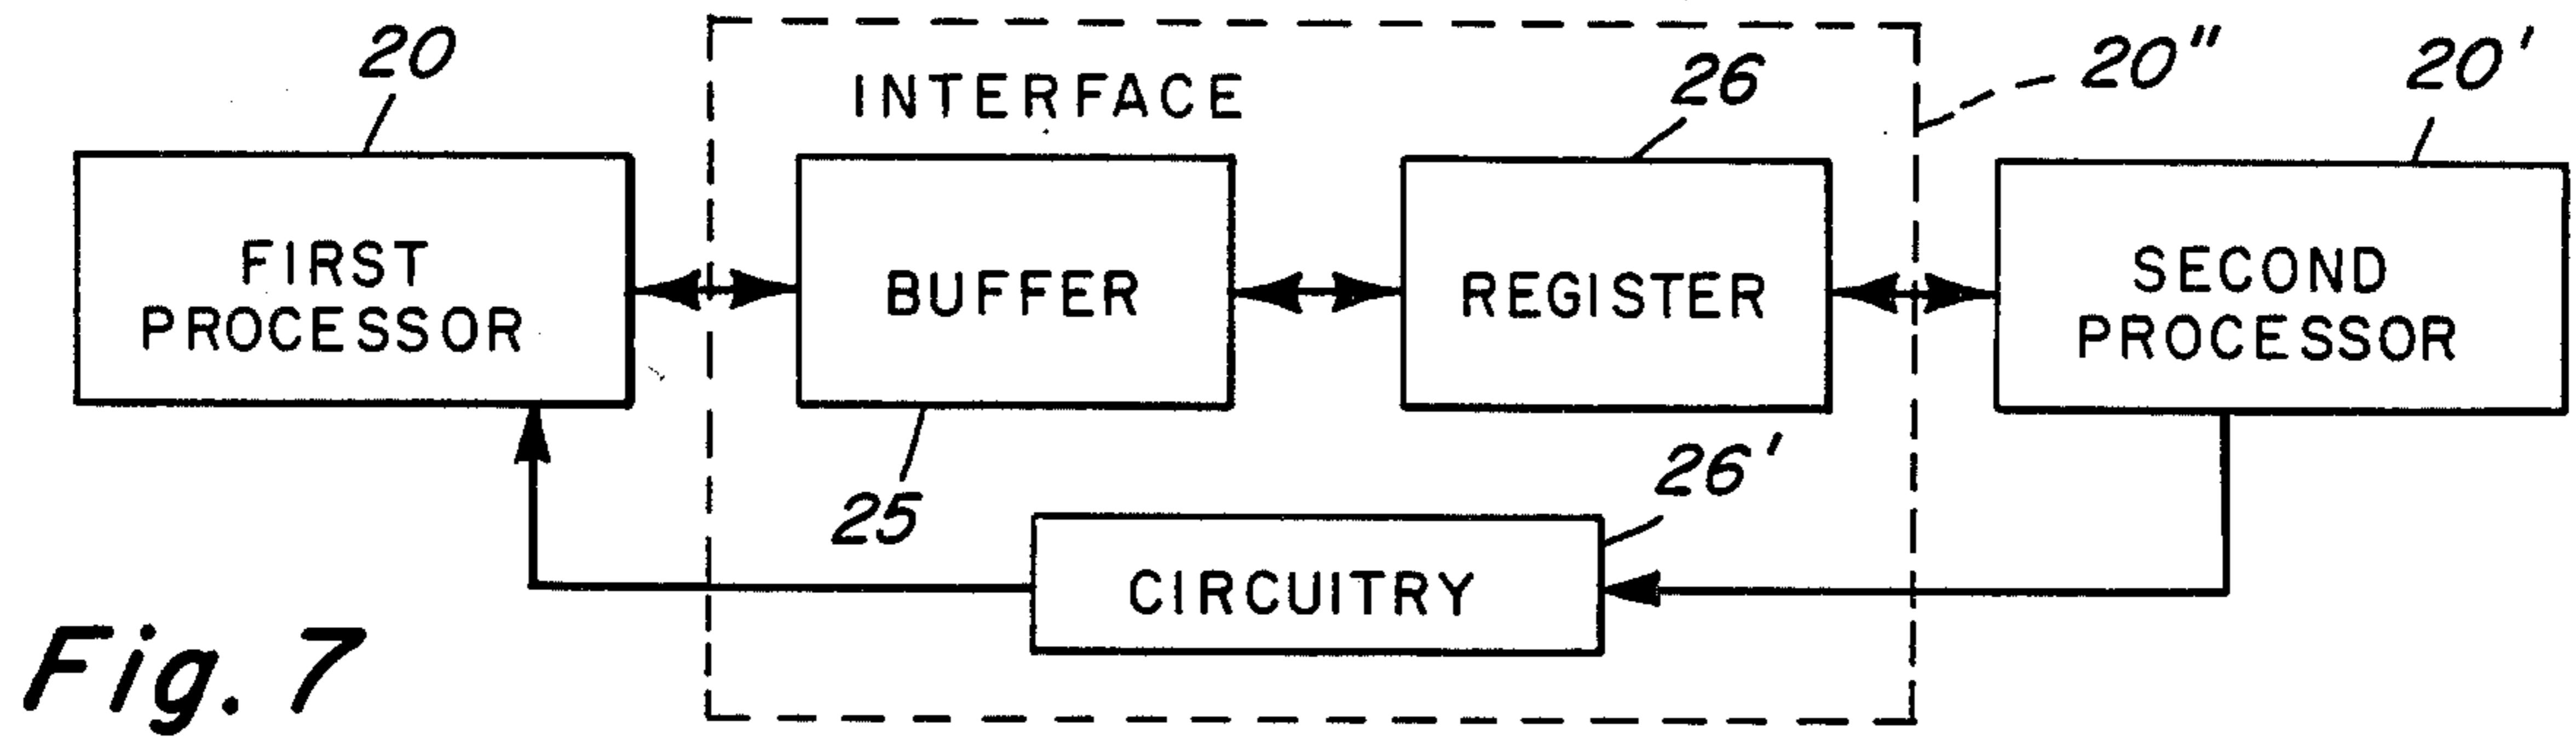 20
INTERFACE
26
20"
20'
FIRST
PROCESSOR
BUFFER
REGISTER
SECOND
PROCESSOR
25
26'
CIRCUITRY
Fig. 7